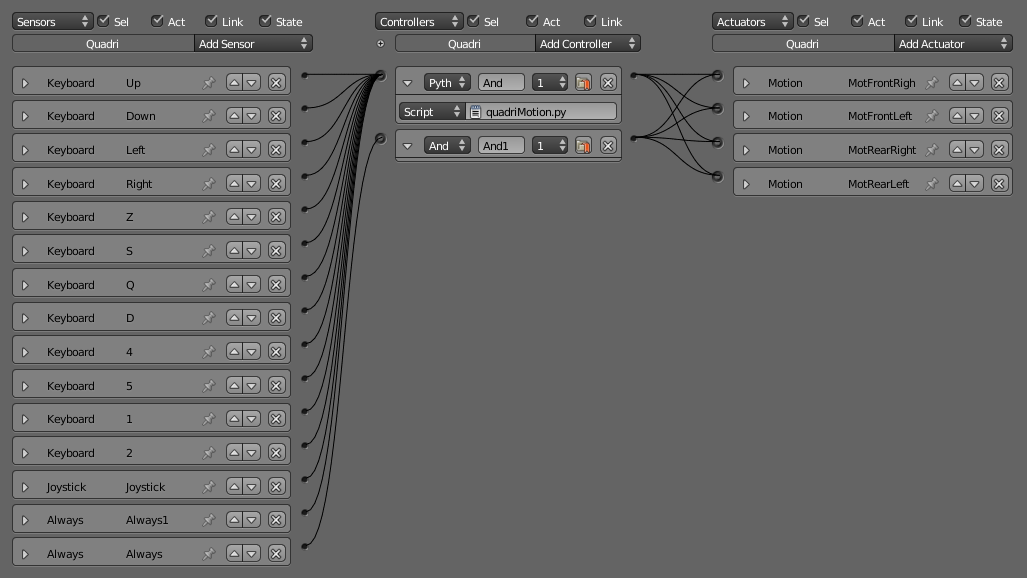 Sensors Sel Act Link State Controllers Sel Act Link Actuators Sel Act Link State
Quadri Add Sensor Quadri Add Controller Quadri Add Actuator
Keyboard Up Pyth And 1 Motion MotFrontRigh
Keyboard Down Script quadriMotion.py Motion MotFrontLeft
Keyboard Left And And1 1 Motion MotRearRight
Keyboard Right Motion MotRearLeft
Keyboard Z
Keyboard S
Keyboard Q
Keyboard D
Keyboard 4
Keyboard 5
Keyboard 1
Keyboard 2
Joystick Joystick
Always Always1
Always Always